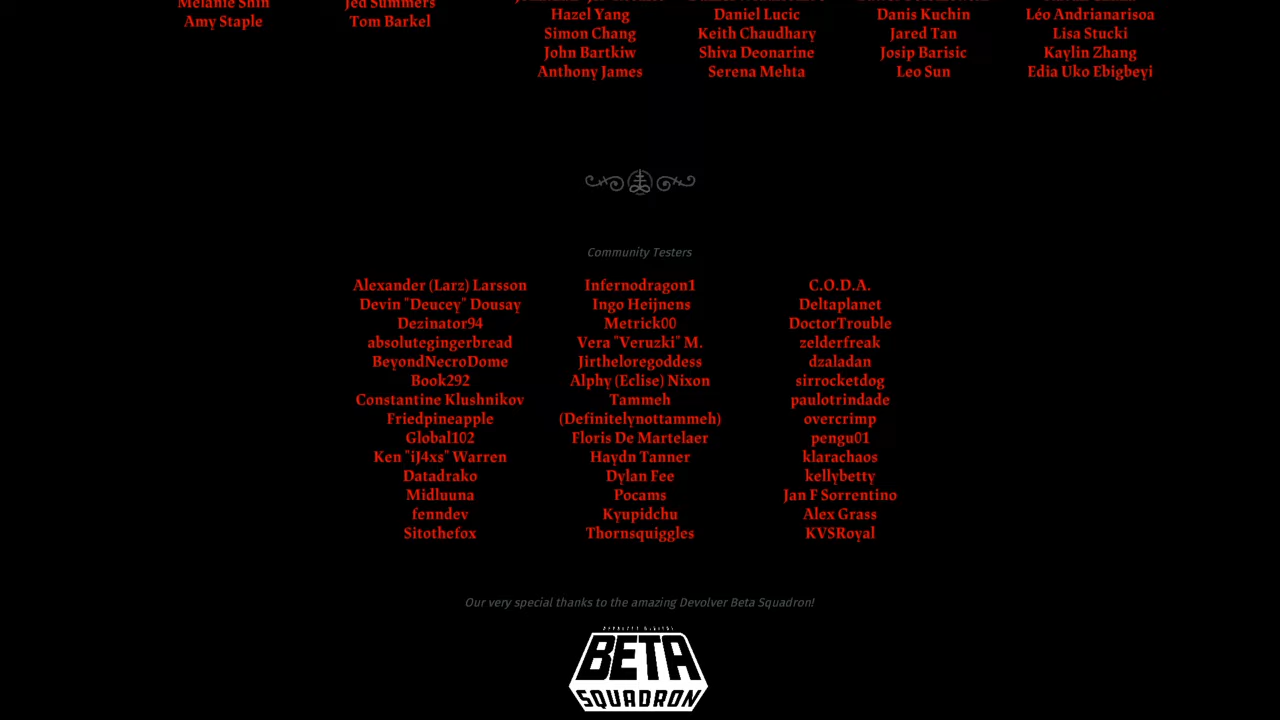 Melanie Shin
Jed Summers
Amy Staple
Tom Barkel
Hazel Yang
Daniel Lucic
Danis Kuchin
Léo Andrianarisoa
Simon Chang
Keith Chaudhary
Jared Tan
Lisa Stucki
John Bartkiw
Shiva Deonarine
Josip Barisic
Kaylin Zhang
Anthony James
Serena Mehta
Leo Sun
Edia Uko Ebigbeyi
Community Testers
Alexander (Larz) Larsson
Devin "Deucey" Dousay
Dezinator94
absolutegingerbread
BeyondNecroDome
Book292
Constantine Klushnikov
Friedpineapple
Global102
Ken "iJ4xs" Warren
Datadrako
Midluuna
fenndev
Sitothefox
Infernodragon1
Ingo Heijnens
Metrick00
Vera "Veruzki" M.
Jirtheloregoddess
Alphy (Eclise) Nixon
Tammeh
(Definitelynottammeh)
Floris De Martelaer
Haydn Tanner
Dylan Fee
Pocams
Kyupidchu
Thornsquiggles
C.O.D.A.
Deltaplanet
DoctorTrouble
zelderfreak
dzaladan
sirrocketdog
paulotrindade
overcrimp
pengu01
klarachaos
kellybetty
Jan F Sorrentino
Alex Grass
KVSRoyal
Our very special thanks to the amazing Devolver Beta Squadron!
DEVOLVER DIGITAL
BETA
SQUADRON